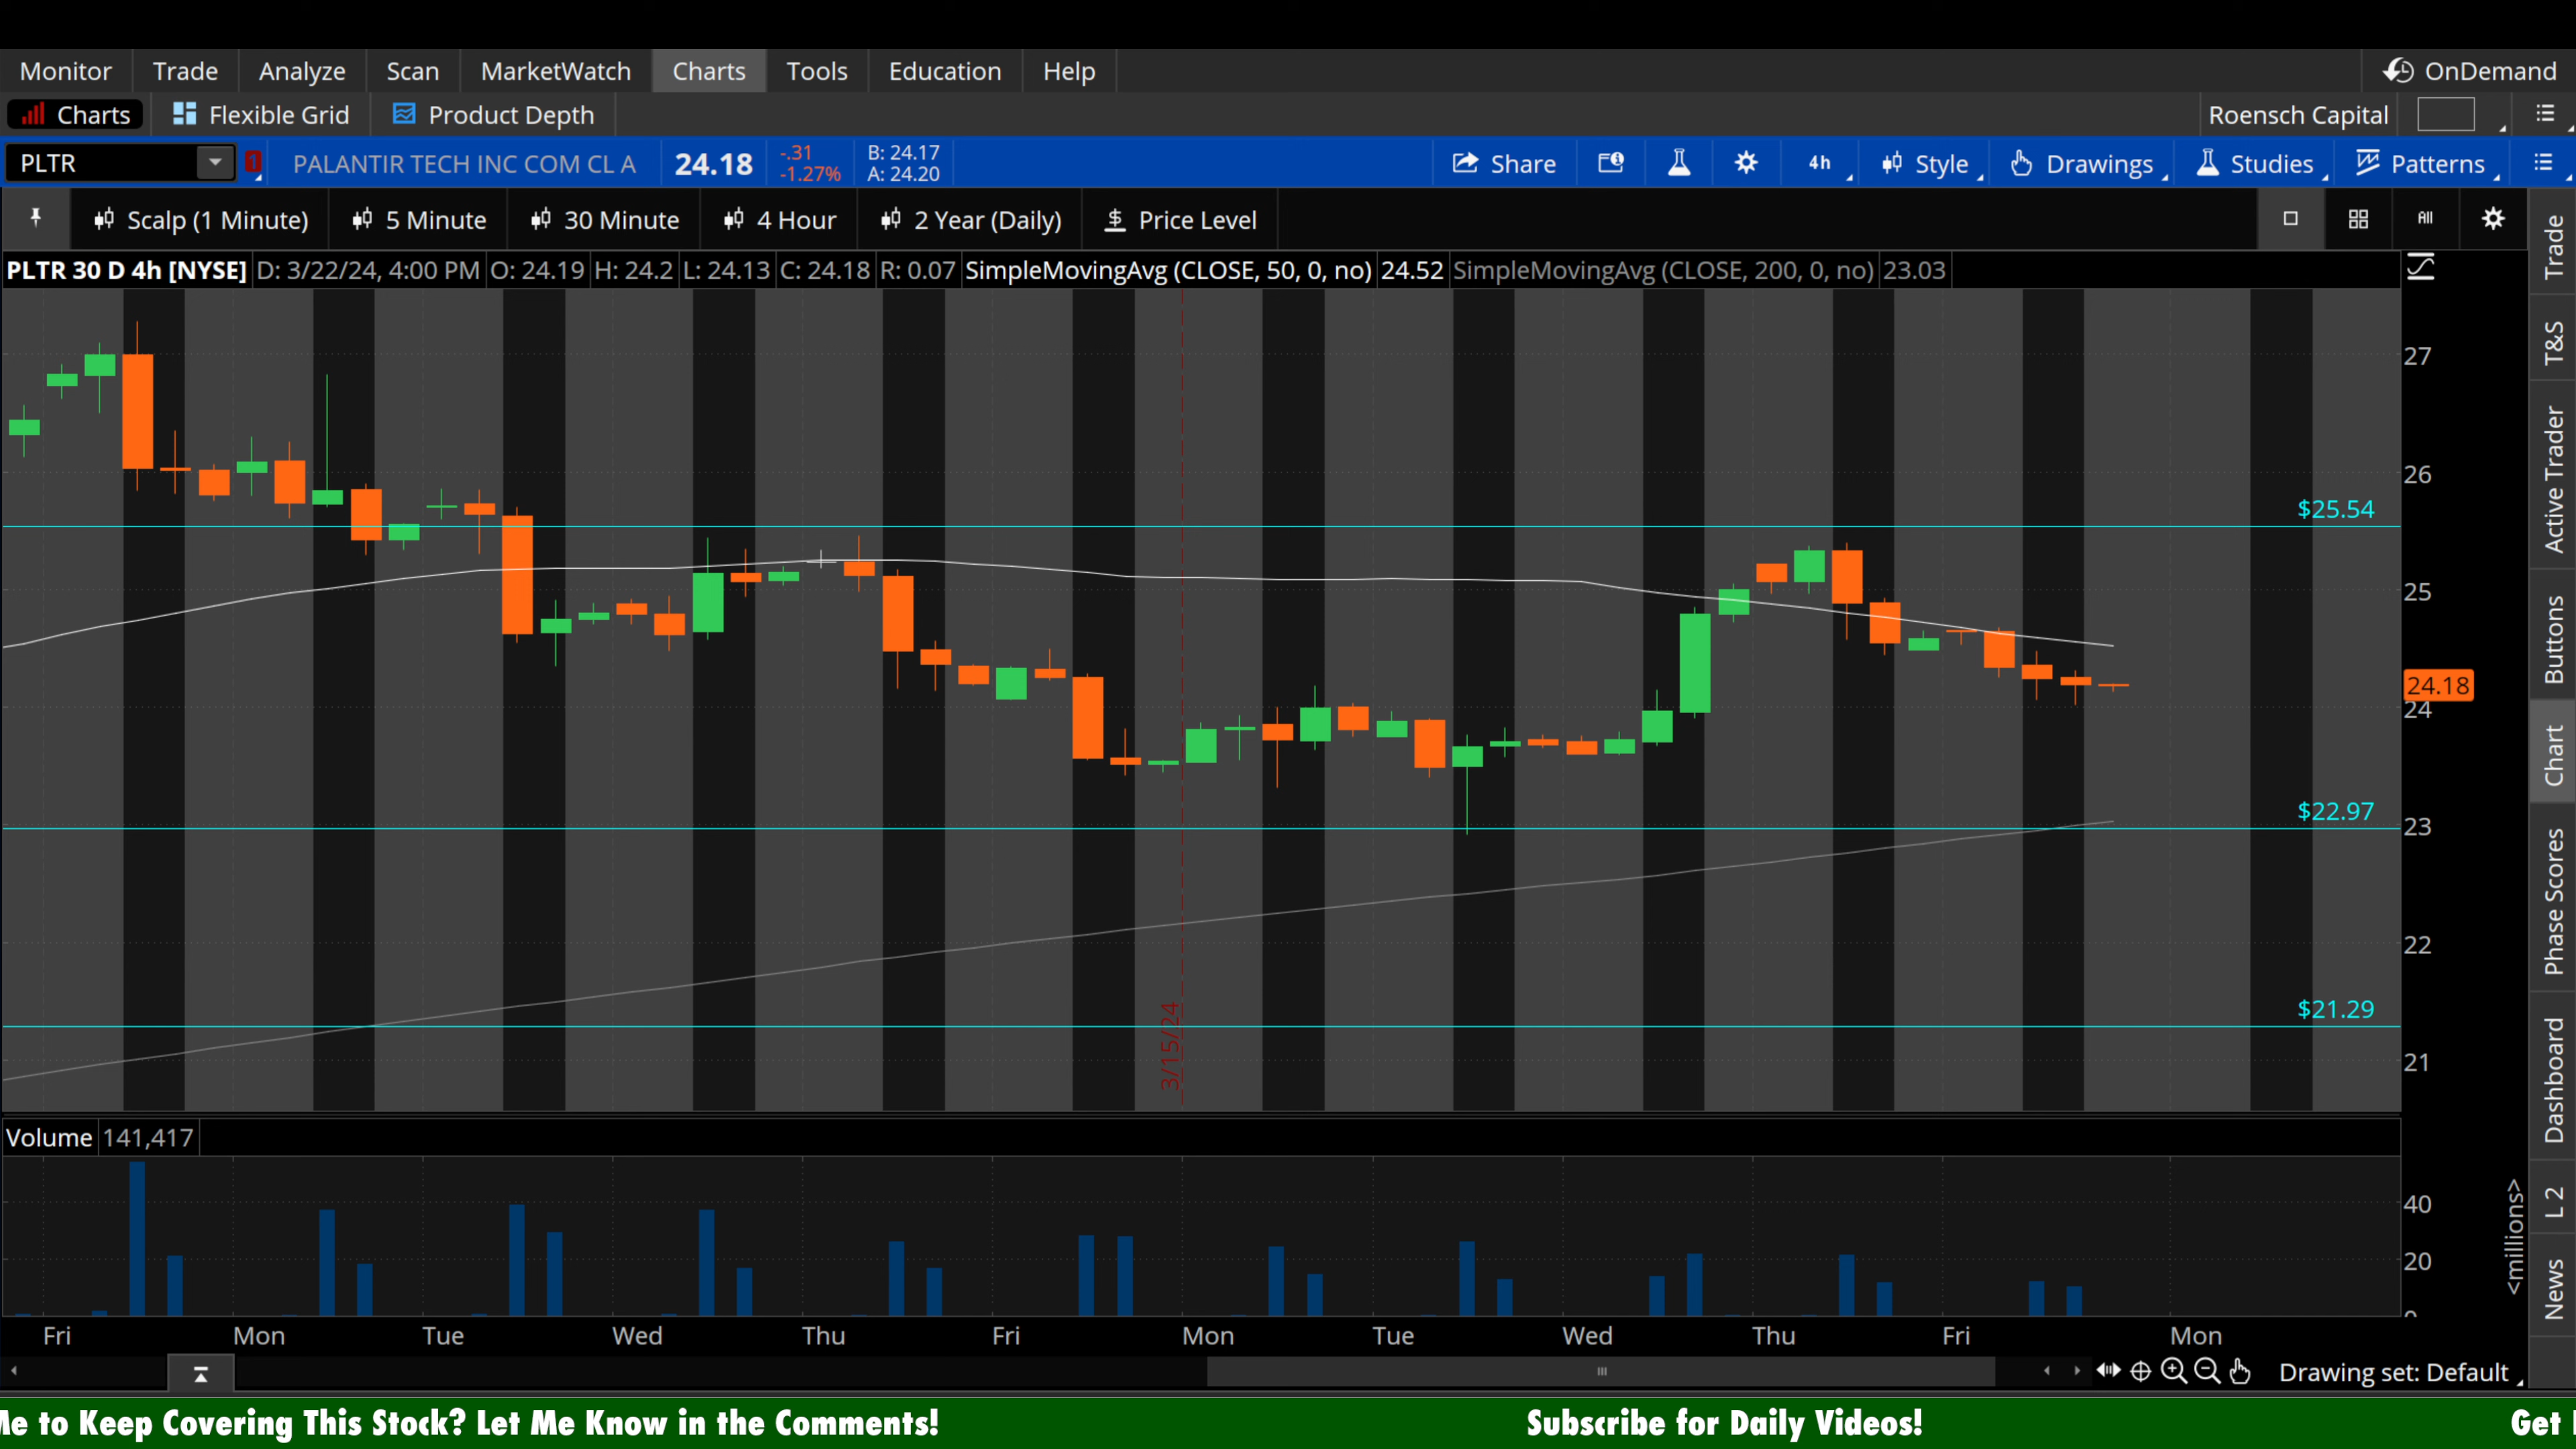 Monitor Trade Analyze Scan MarketWatch Charts Tools Education Help OnDemand
Charts Flexible Grid Product Depth Roensch Capital
PLTR 1 PALANTIR TECH INC COM CL A 24.18 -.31 B: 24.17 Share 4h Style Drawings Studies Patterns
-1.27% A: 24.20
Scalp (1 Minute) 5 Minute 30 Minute 4 Hour 2 Year (Daily) $ Price Level All
PLTR 30 D 4h [NYSE] D: 3/22/24, 4:00 PM O: 24.19 H: 24.2 L: 24.13 C: 24.18 R: 0.07 SimpleMovingAvg (CLOSE, 50, 0, no) 24.52 SimpleMovingAvg (CLOSE, 200, 0, no) 23.03
27
26
$25.54
25
24.18
24
$22.97
23
22
$21.29
21
3/15/24
Volume 141,417
40
20
0
<millions>
Fri Mon Tue Wed Thu Fri Mon Tue Wed Thu Fri Mon
Drawing set: Default
Trade
T&S
Active Trader
Buttons
Chart
Phase Scores
Dashboard
L 2
News
Me to Keep Covering This Stock? Let Me Know in the Comments! Subscribe for Daily Videos! Get